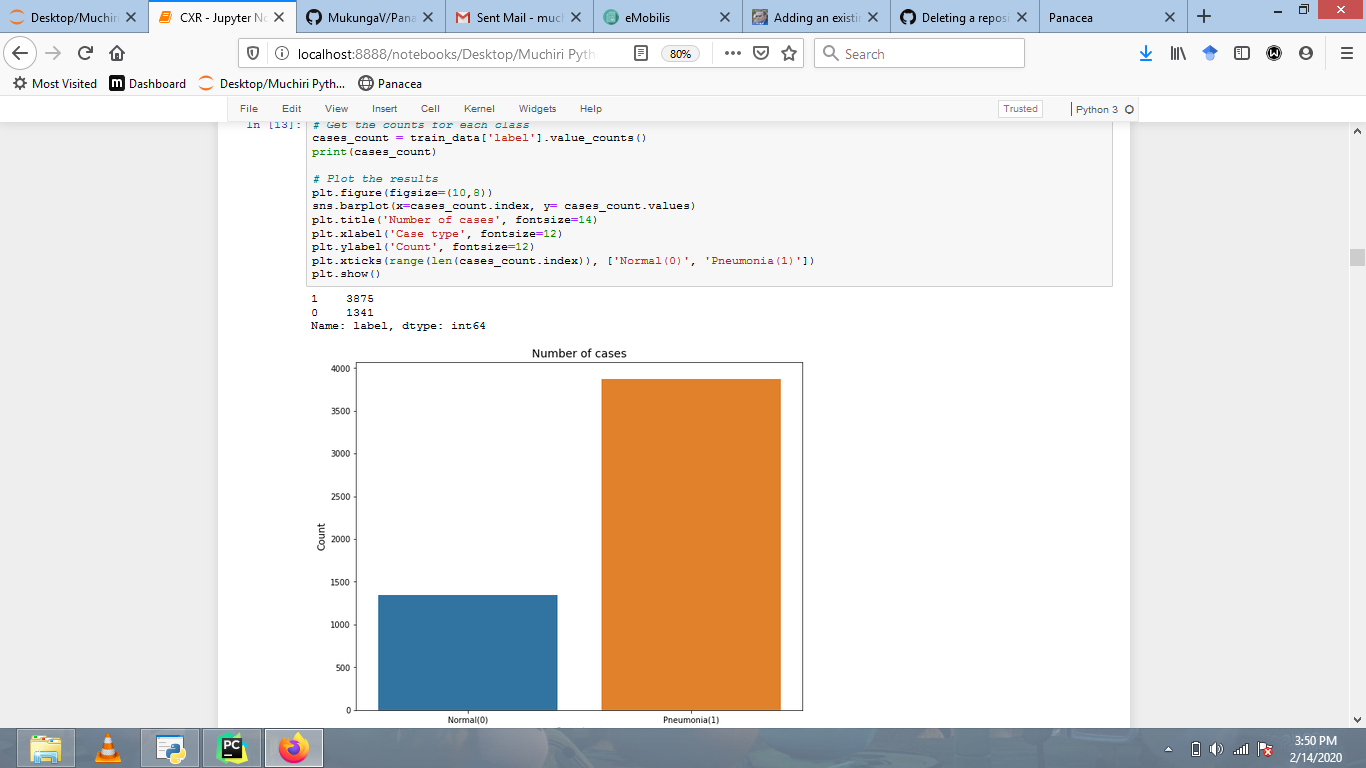 Desktop/Muchiri
CXR - Jupyter No
MukungaV/Pana
Sent Mail - muc
eMobilis
Adding an existin
Deleting a reposi
Panacea
localhost:8888/notebooks/Desktop/Muchiri Pyth
80%
Search
Most Visited
m Dashboard
Desktop/Muchiri Pyth...
Panacea
File Edit View Insert Cell Kernel Widgets Help
Trusted
Python 3
In [13]:
# Get the counts for each class
cases_count = train_data['label'].value_counts()
print(cases_count)
# Plot the results
plt.figure(figsize=(10,8))
sns.barplot(x=cases_count.index, y= cases_count.values)
plt.title('Number of cases', fontsize=14)
plt.xlabel('Case type', fontsize=12)
plt.ylabel('Count', fontsize=12)
plt.xticks(range(len(cases_count.index)), ['Normal(0)', 'Pneumonia(1)'])
plt.show()
1 3875
0 1341
Name: label, dtype: int64
Number of cases
4000
3500
3000
2500
2000
1500
1000
500
0
Count
Normal(0)
Pneumonia(1)
PC
3:50 PM
2/14/2020